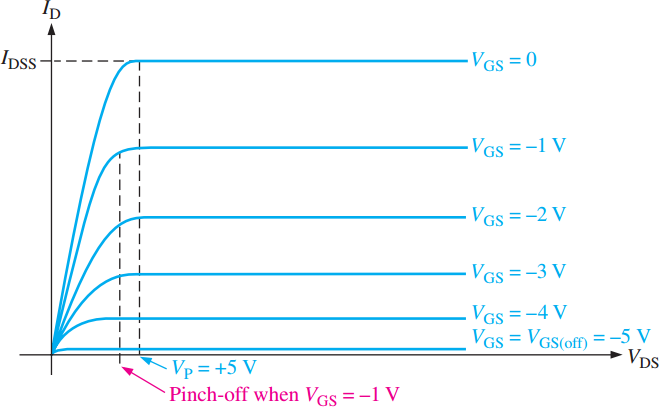 I_D
I_DSS
V_GS = 0
V_GS = –1 V
V_GS = –2 V
V_GS = –3 V
V_GS = –4 V
V_GS = V_GS(off) = –5 V
V_DS
V_P = +5 V
Pinch-off when V_GS = –1 V